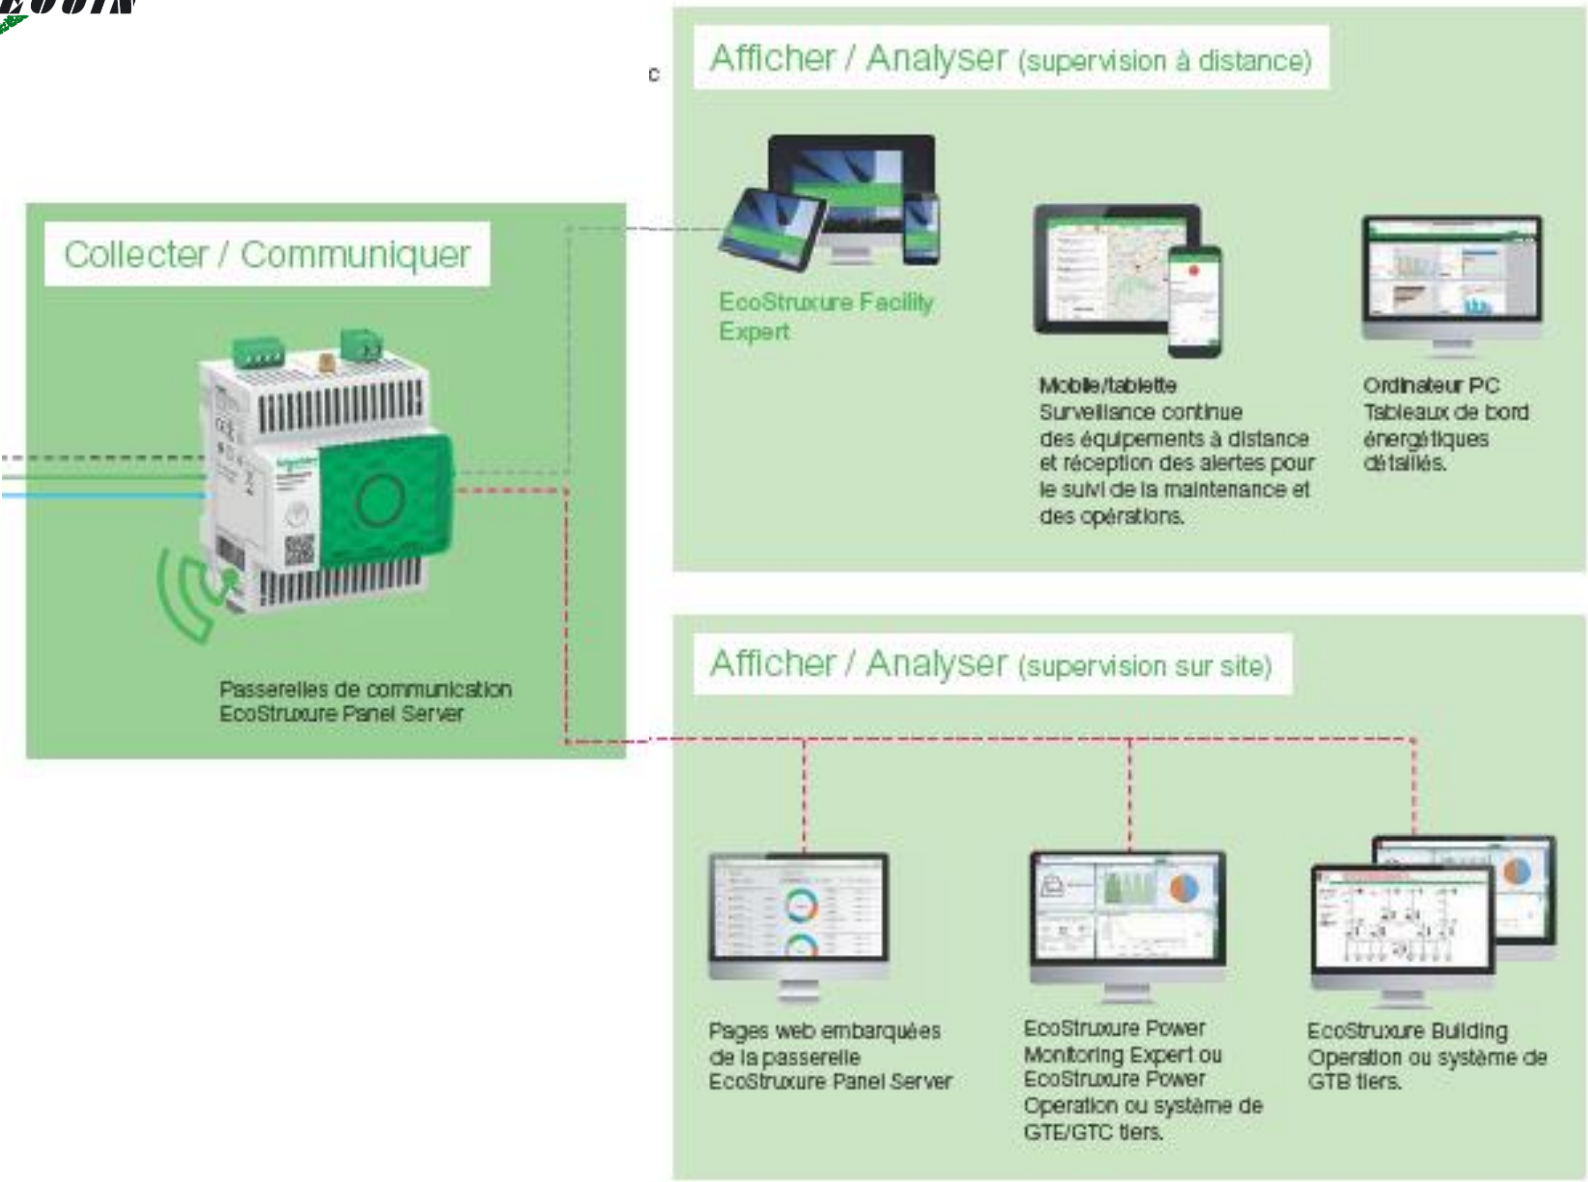 Afficher / Analyser (supervision à distance)
c
Collecter / Communiquer
EcoStruxure Facility
Expert
Mobile/tablette
Surveillance continue
des équipements à distance
et réception des alertes pour
le suivi de la maintenance et
des opérations.
Ordinateur PC
Tableaux de bord
énergétiques
détaillés.
Schneider
Passerelles de communication
EcoStruxure Panel Server
Afficher / Analyser (supervision sur site)
Pages web embarquées
de la passerelle
EcoStruxure Panel Server
EcoStruxure Power
Monitoring Expert ou
EcoStruxure Power
Operation ou système de
GTE/GTC tiers.
EcoStruxure Building
Operation ou système de
GTB tiers.